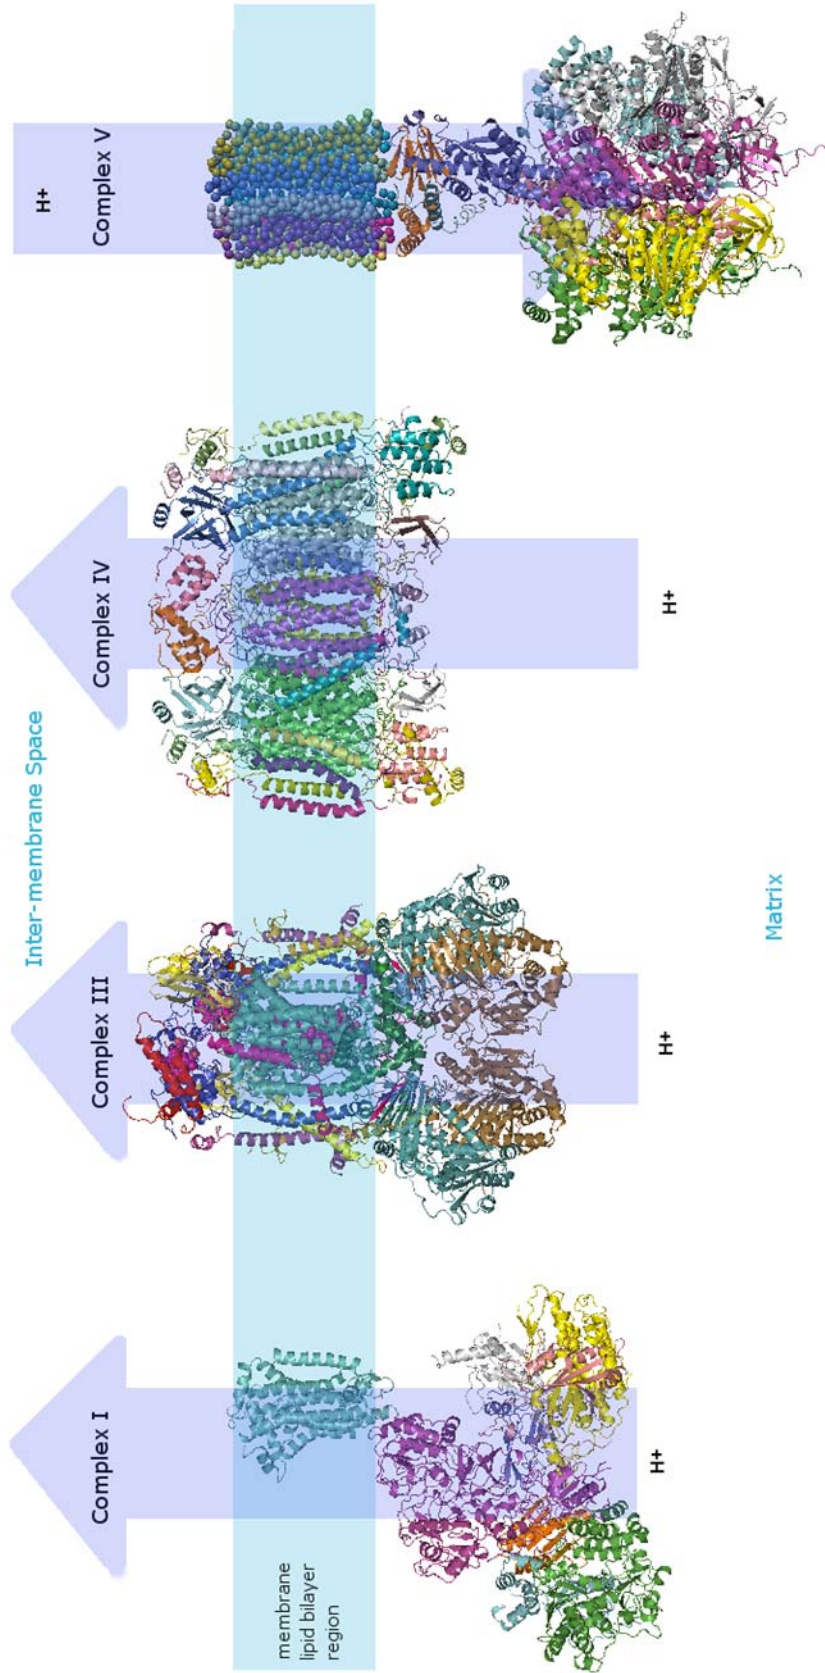 Inter-membrane Space
H+
Complex I
Complex III
Complex IV
Complex V
membrane
lipid bilayer
region
H+
H+
H+
Matrix